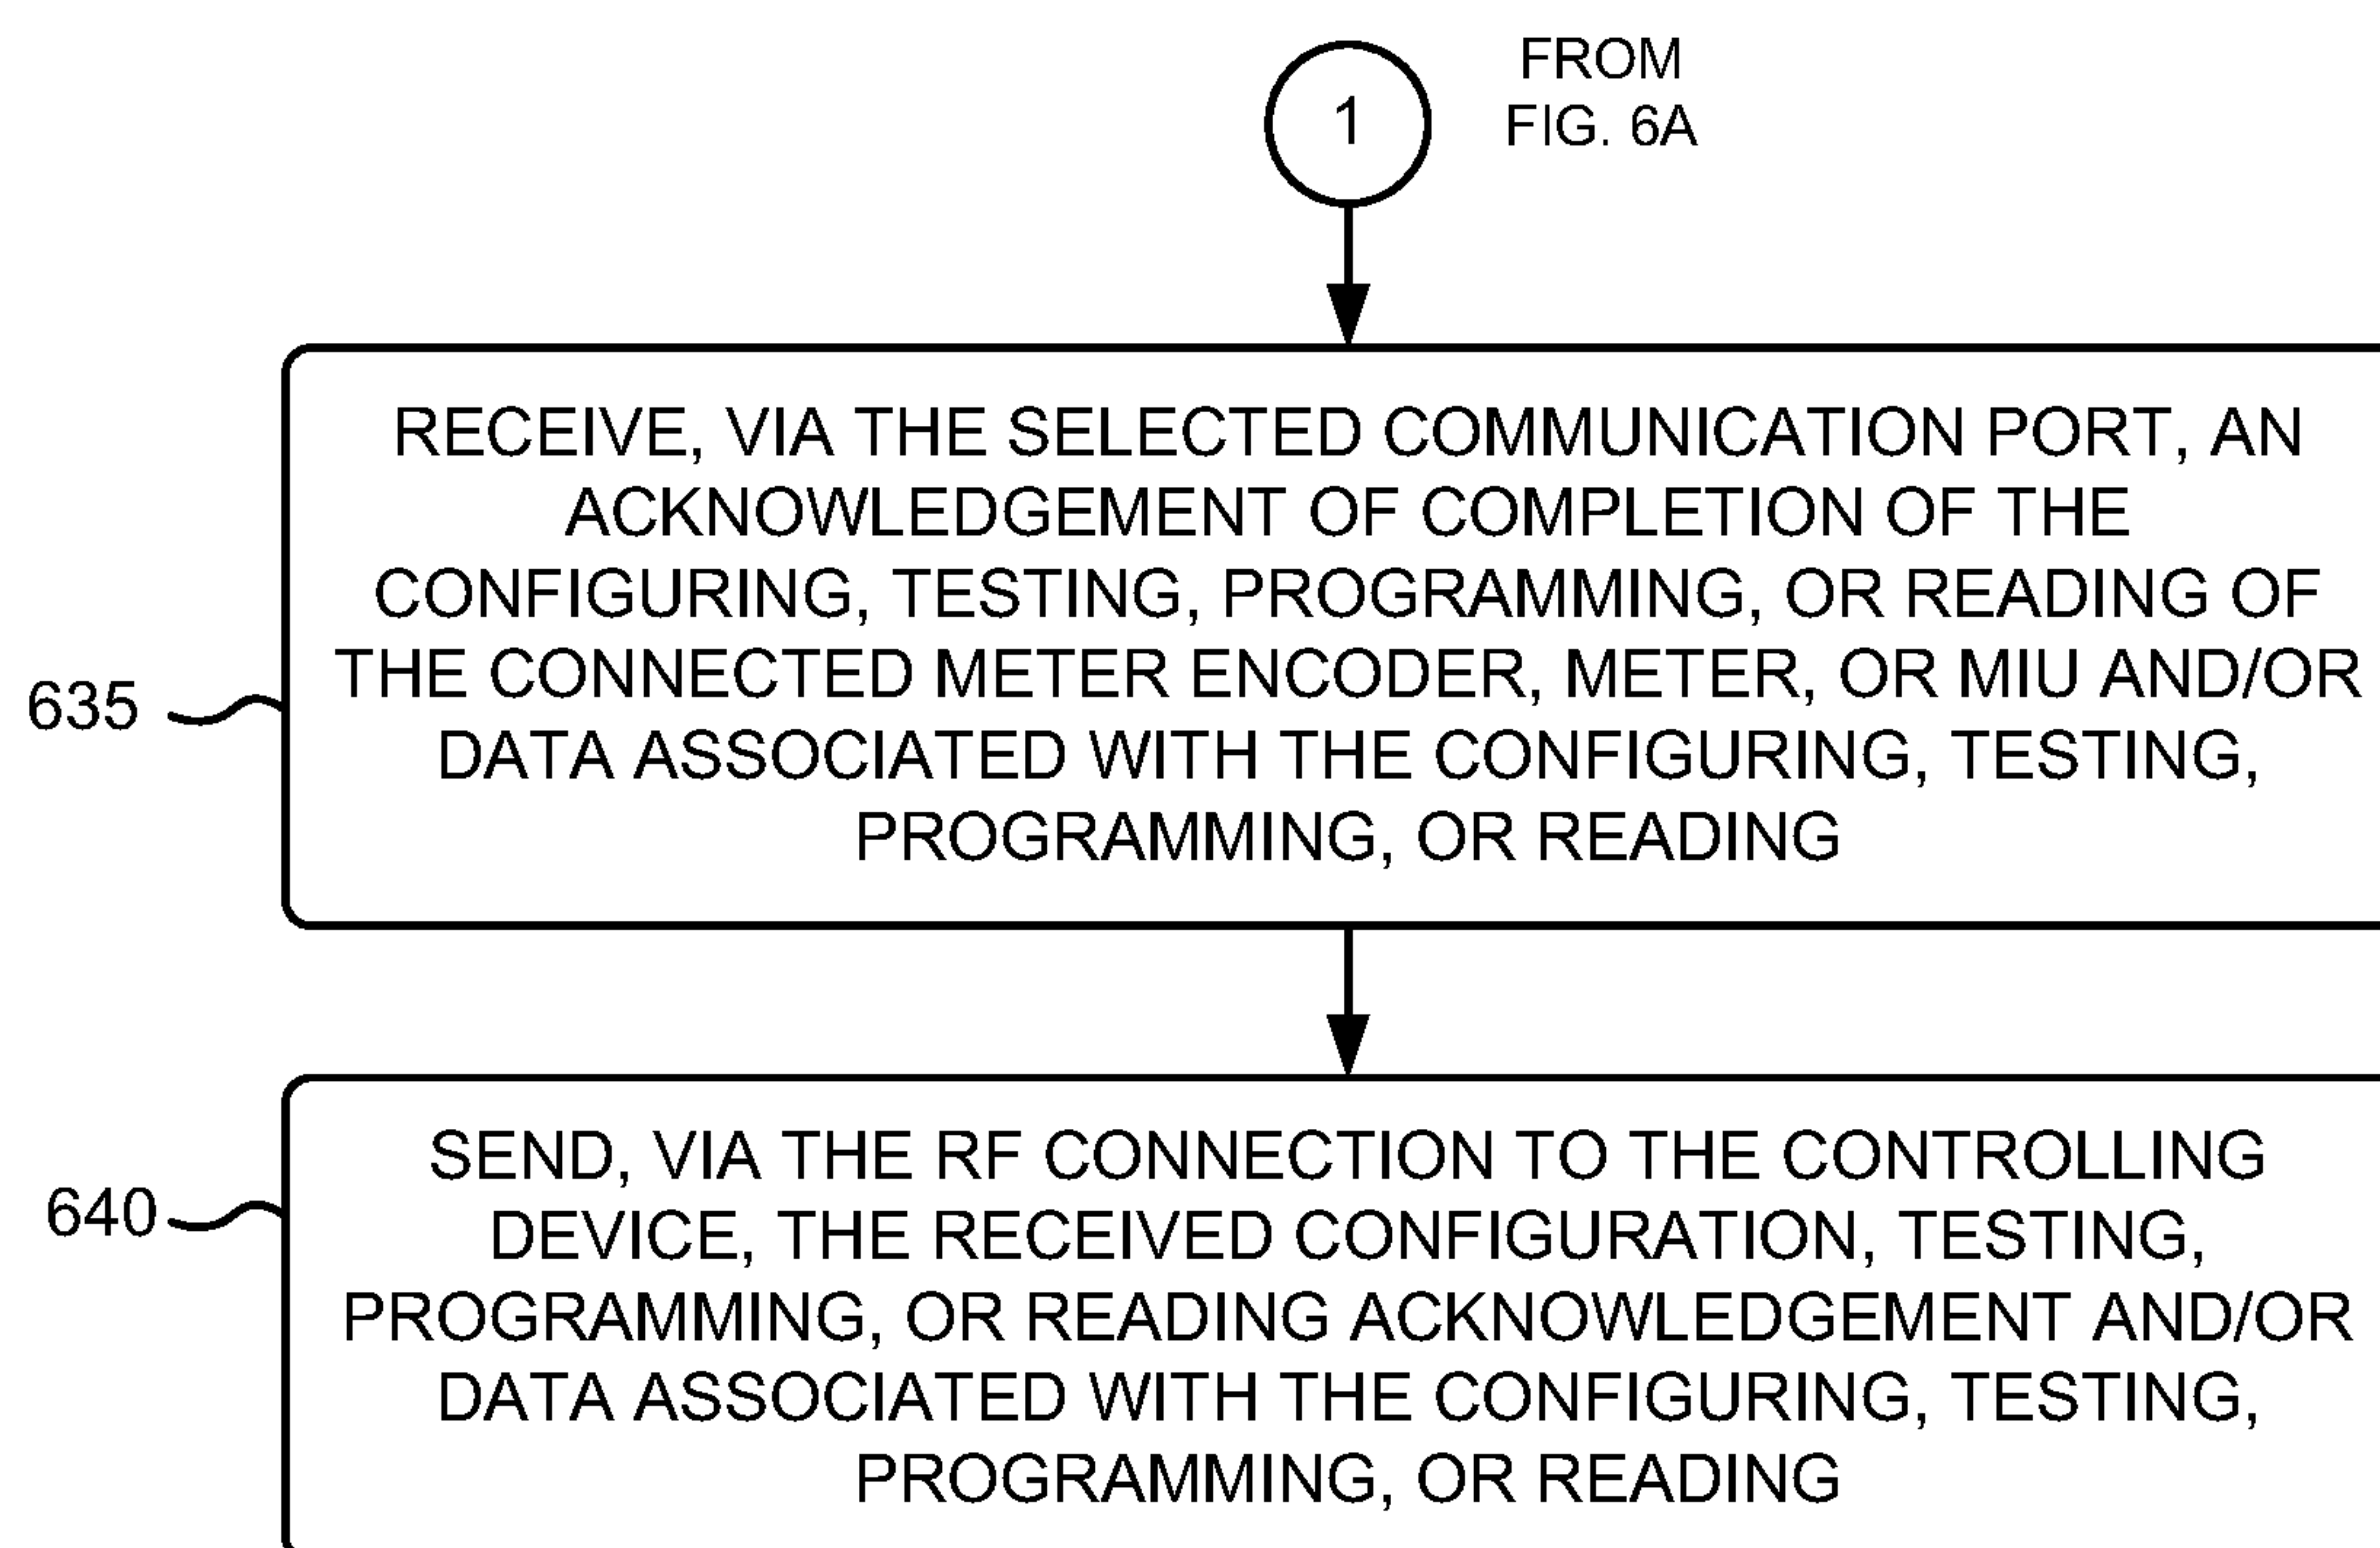 1
FROM
FIG. 6A
RECEIVE, VIA THE SELECTED COMMUNICATION PORT, AN
ACKNOWLEDGEMENT OF COMPLETION OF THE
CONFIGURING, TESTING, PROGRAMMING, OR READING OF
THE CONNECTED METER ENCODER, METER, OR MIU AND/OR
DATA ASSOCIATED WITH THE CONFIGURING, TESTING,
PROGRAMMING, OR READING
635
SEND, VIA THE RF CONNECTION TO THE CONTROLLING
DEVICE, THE RECEIVED CONFIGURATION, TESTING,
PROGRAMMING, OR READING ACKNOWLEDGEMENT AND/OR
DATA ASSOCIATED WITH THE CONFIGURING, TESTING,
PROGRAMMING, OR READING
640